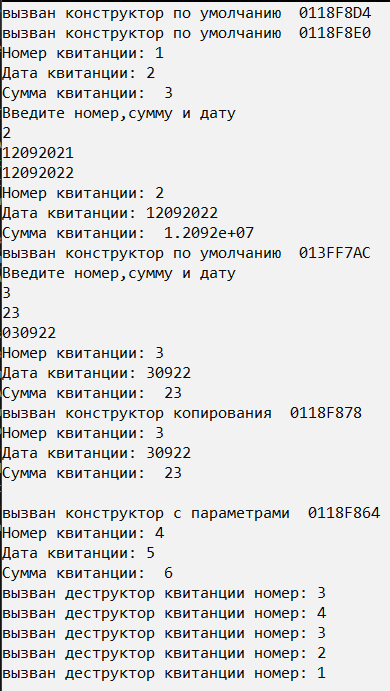 вызван конструктор по умолчанию  0118F8D4
вызван конструктор по умолчанию  0118F8E0
Номер квитанции: 1
Дата квитанции: 2
Сумма квитанции:  3
Введите номер,сумму и дату
2
12092021
12092022
Номер квитанции: 2
Дата квитанции: 12092022
Сумма квитанции:  1.2092e+07
вызван конструктор по умолчанию  013FF7AC
Введите номер,сумму и дату
3
23
030922
Номер квитанции: 3
Дата квитанции: 30922
Сумма квитанции:  23
вызван конструктор копирования  0118F878
Номер квитанции: 3
Дата квитанции: 30922
Сумма квитанции:  23
вызван конструктор с параметрами  0118F864
Номер квитанции: 4
Дата квитанции: 5
Сумма квитанции:  6
вызван деструктор квитанции номер: 3
вызван деструктор квитанции номер: 4
вызван деструктор квитанции номер: 3
вызван деструктор квитанции номер: 2
вызван деструктор квитанции номер: 1